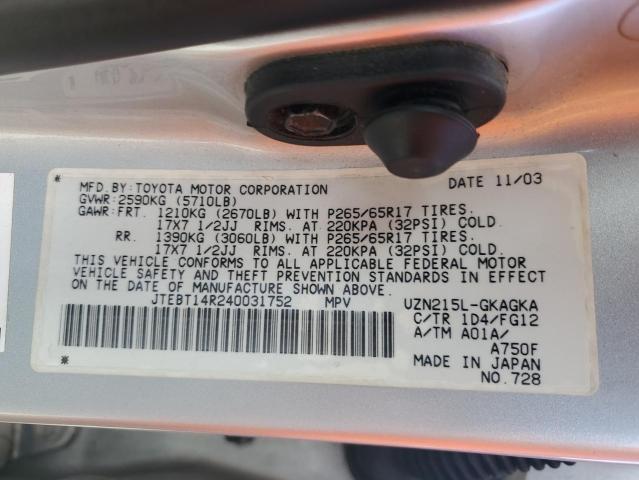 MFD. BY: TOYOTA MOTOR CORPORATION DATE 11/03
GVWR: 2590KG (5710LB)
GAWR: FRT. 1210KG (2670LB) WITH P265/65R17 TIRES.
17X7 1/2JJ RIMS. AT 220KPA (32PSI) COLD.
RR. 1390KG (3060LB) WITH P265/65R17 TIRES.
17X7 1/2JJ RIMS. AT 220KPA (32PSI) COLD.
THIS VEHICLE CONFORMS TO ALL APPLICABLE FEDERAL MOTOR
VEHICLE SAFETY AND THEFT PREVENTION STANDARDS IN EFFECT
ON THE DATE OF MANUFACTURE SHOWN ABOVE.
* JTEBT14R240031752 MPV UZN215L-GKAGKA
C/TR 1D4/FG12
A/TM A01A/
A750F
* MADE IN JAPAN
NO. 728